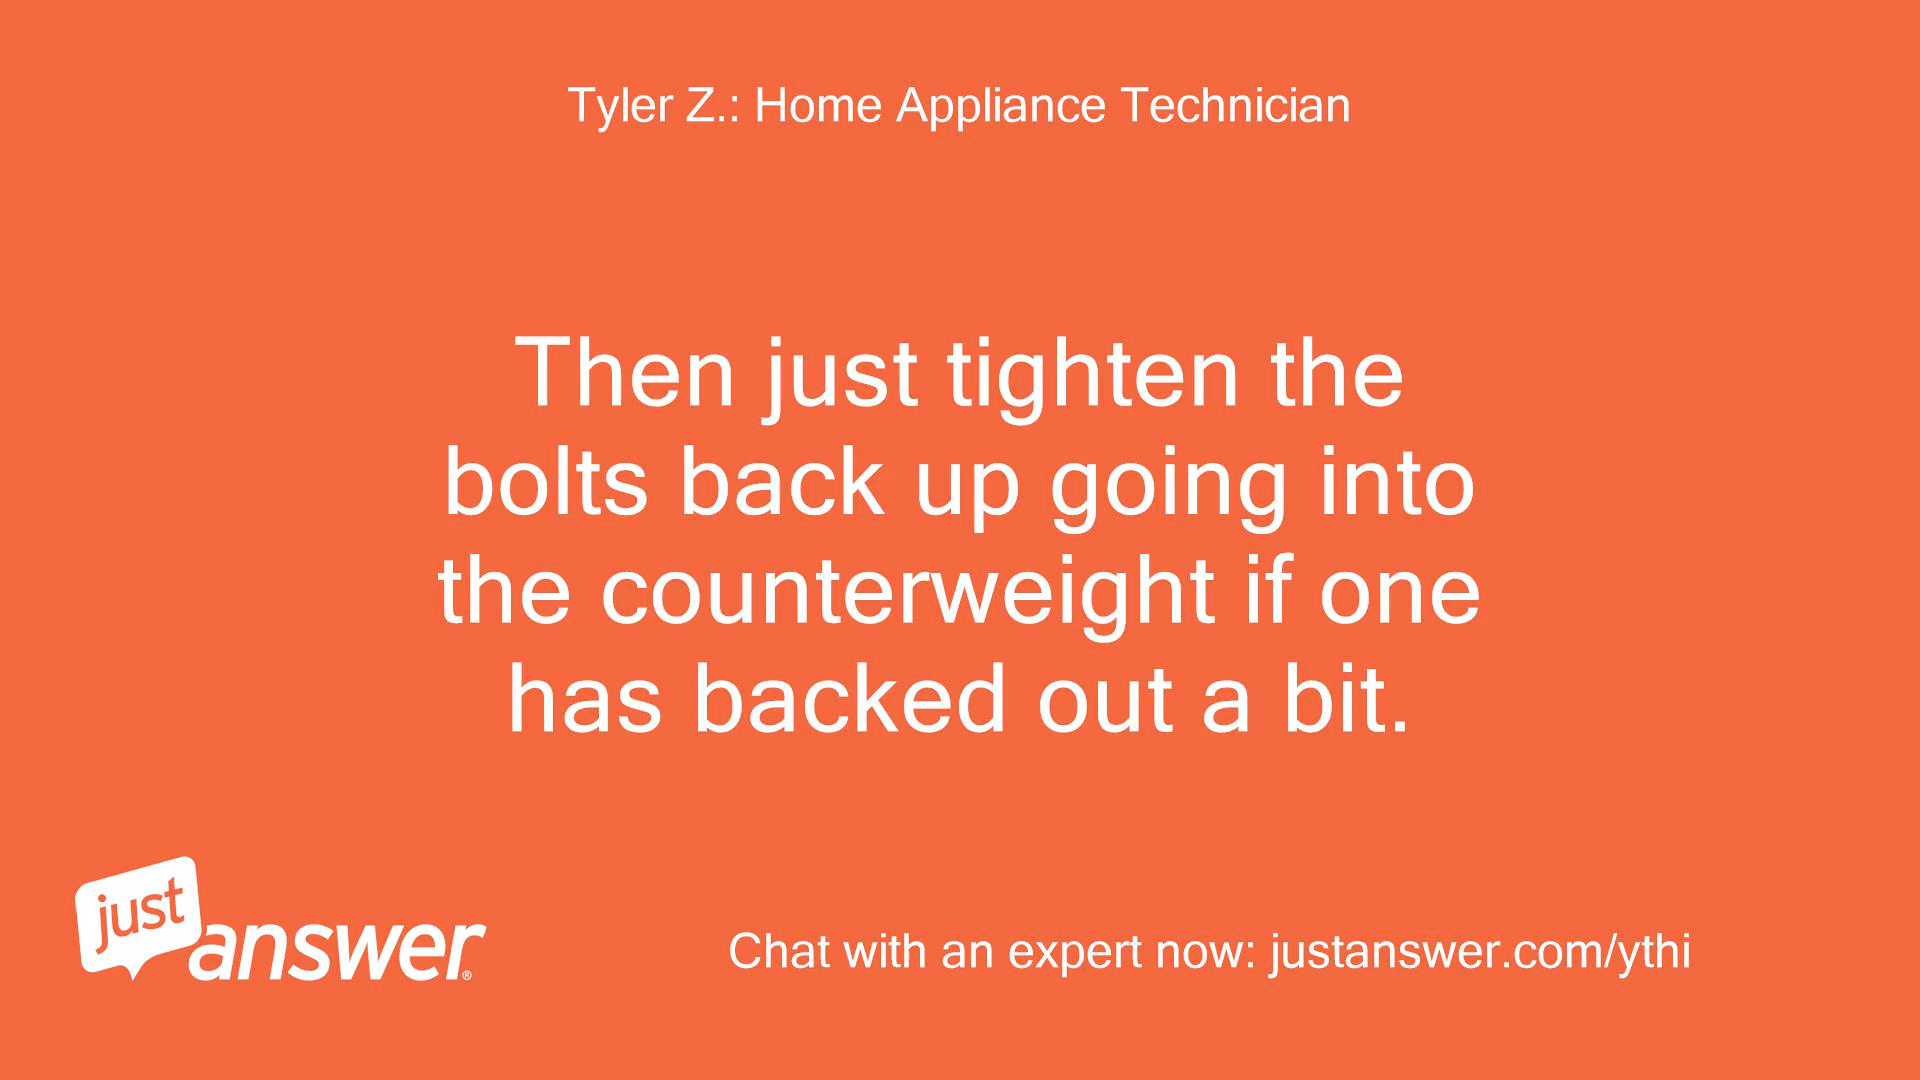 Tyler Z.: Home Appliance Technician
Then just tighten the
bolts back up going into
the counterweight if one
has backed out a bit.
just
answer®
Chat with an expert now: justanswer.com/ythi